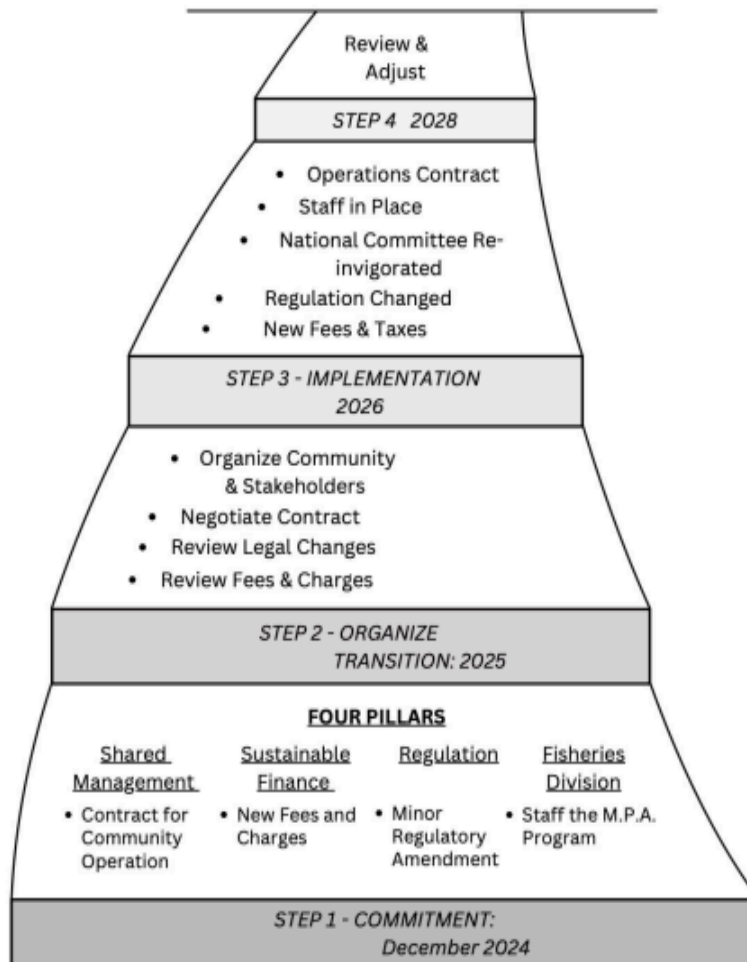 Review &
Adjust
STEP 4 2028
• Operations Contract
• Staff in Place
• National Committee Re-
invigorated
• Regulation Changed
• New Fees & Taxes
STEP 3 - IMPLEMENTATION
2026
• Organize Community
& Stakeholders
• Negotiate Contract
• Review Legal Changes
• Review Fees & Charges
STEP 2 - ORGANIZE
TRANSITION: 2025
FOUR PILLARS
Shared
Management
• Contract for
Community
Operation
Sustainable
Finance
• New Fees and
Charges
Regulation
• Minor
Regulatory
Amendment
Fisheries
Division
• Staff the M.P.A.
Program
STEP 1 - COMMITMENT:
December 2024